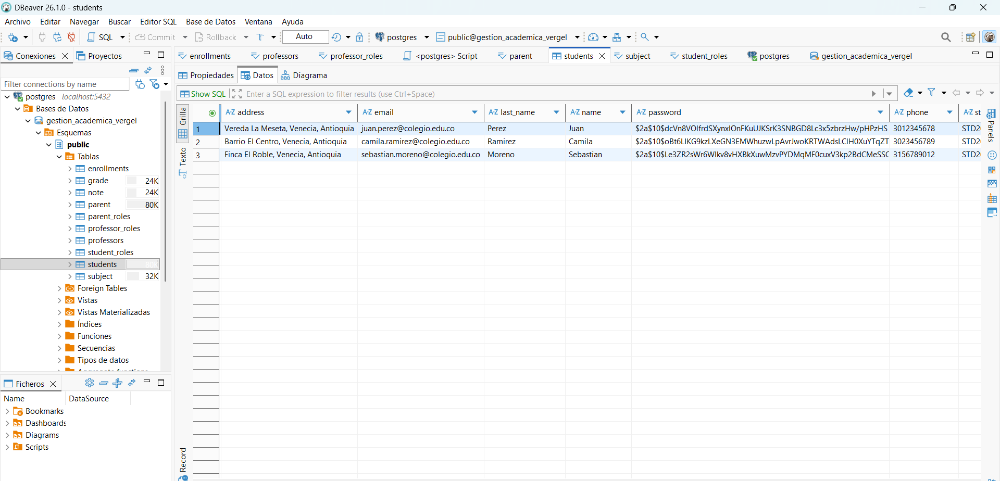 DBeaver 26.1.0 - students
Archivo Editar Navegar Buscar Editor SQL Base de Datos Ventana Ayuda
SQL Commit Rollback T Auto postgres public@gestion_academica_vergel
Conexiones Proyectos
Filter connections by name
postgres localhost:5432
Bases de Datos
gestion_academica_vergel
Esquemas
public
Tablas
enrollments
grade 24K
note 24K
parent 80K
parent_roles
professor_roles
professors
student_roles
students 80K
subject 32K
Foreign Tables
Vistas
Vistas Materializadas
Índices
Funciones
Secuencias
Tipos de datos
Ficheros
Name DataSource
Bookmarks
Dashboards
Diagrams
Scripts
enrollments professors professor_roles <postgres> Script parent students subject student_roles postgres gestion_academica_vergel
Propiedades Datos Diagrama
Show SQL Enter a SQL expression to filter results (use Ctrl+Space)
Grilla
Texto
Record
A-Z address A-Z email A-Z last_name A-Z name A-Z password A-Z phone A-Z st
1 Vereda La Meseta, Venecia, Antioquia juan.perez@colegio.edu.co Perez Juan $2a$10$dcVn8VOlfrdSXynxIOnFKuUJKSrK3SNBGD8Lc3x5zbrzHw/pHPzHS 3012345678 STD2
2 Barrio El Centro, Venecia, Antioquia camila.ramirez@colegio.edu.co Ramirez Camila $2a$10$oBt6LIKG9kzLXeGN3EMWhuzwLpAvrJwoKRTWAdsLCIH0XuYTqZT 3023456789 STD2
3 Finca El Roble, Venecia, Antioquia sebastian.moreno@colegio.edu.co Moreno Sebastian $2a$10$Le3ZR2sWr6Wlkv8vHXBkXuwMzvPYDMqMF0cuxV3kp2BdCMeSSC 3156789012 STD2
Panels